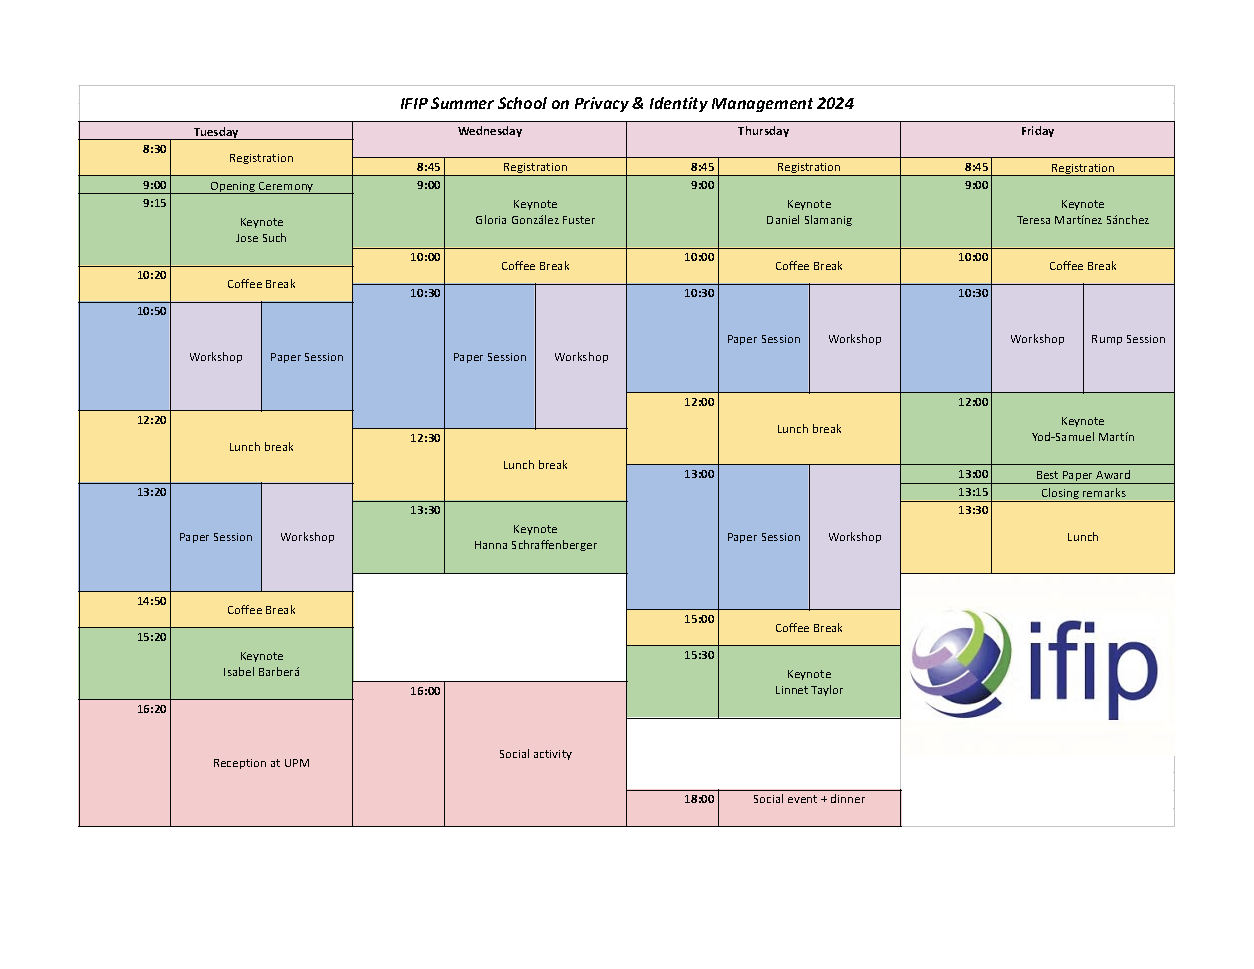 IFIP Summer School on Privacy & Identity Management 2024
Tuesday
8:30 Registration
9:00 Opening Ceremony
9:15 Keynote
Jose Such
10:20 Coffee Break
10:50 Workshop Paper Session
12:20 Lunch break
13:20 Paper Session Workshop
14:50 Coffee Break
15:20 Keynote
Isabel Barberá
16:20 Reception at UPM
Wednesday
8:45 Registration
9:00 Keynote
Gloria González Fuster
10:00 Coffee Break
10:30 Paper Session Workshop
12:30 Lunch break
13:30 Keynote
Hanna Schraffenberger
16:00 Social activity
Thursday
8:45 Registration
9:00 Keynote
Daniel Slamanig
10:00 Coffee Break
10:30 Paper Session Workshop
12:00 Lunch break
13:00 Paper Session Workshop
15:00 Coffee Break
15:30 Keynote
Linnet Taylor
18:00 Social event + dinner
Friday
8:45 Registration
9:00 Keynote
Teresa Martínez Sánchez
10:00 Coffee Break
10:30 Workshop Rump Session
12:00 Keynote
Yod-Samuel Martín
13:00 Best Paper Award
13:15 Closing remarks
13:30 Lunch
ifip